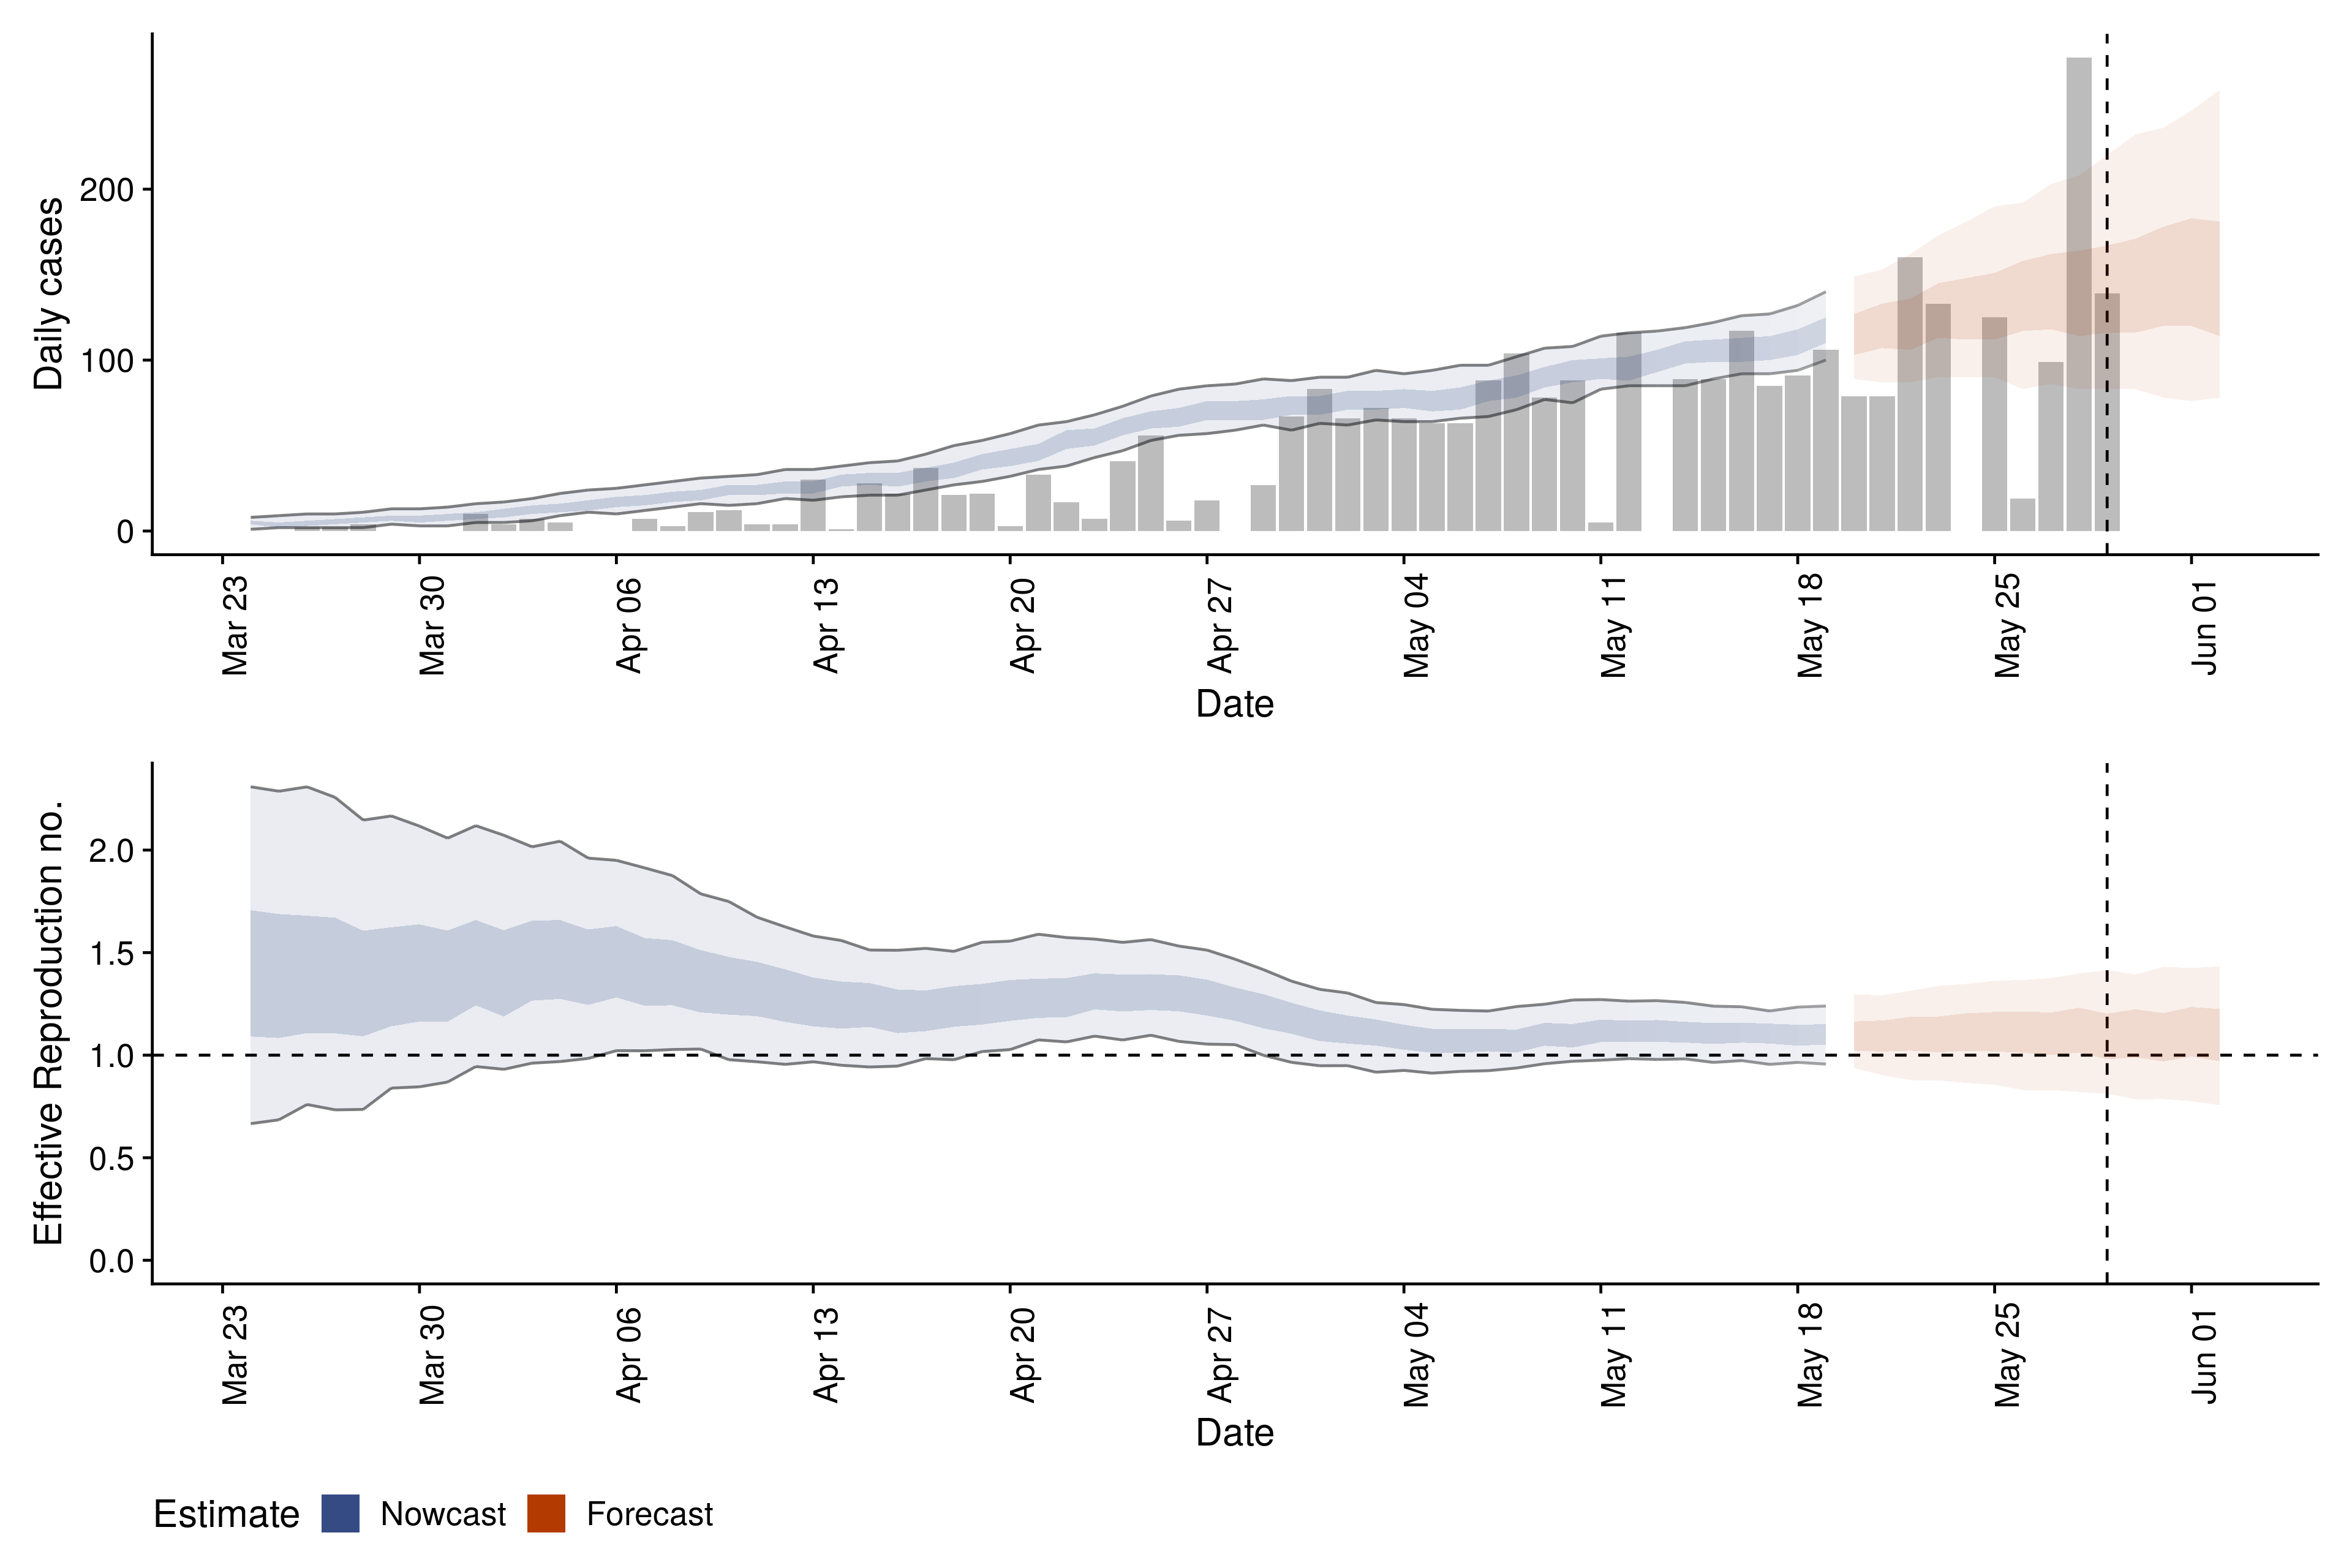 Daily cases
200
100
0
Mar 23
Mar 30
Apr 06
Apr 13
Apr 20
Apr 27
May 04
May 11
May 18
May 25
Jun 01
Date
Effective Reproduction no.
2.0
1.5
1.0
0.5
0.0
Mar 23
Mar 30
Apr 06
Apr 13
Apr 20
Apr 27
May 04
May 11
May 18
May 25
Jun 01
Date
Estimate Nowcast Forecast